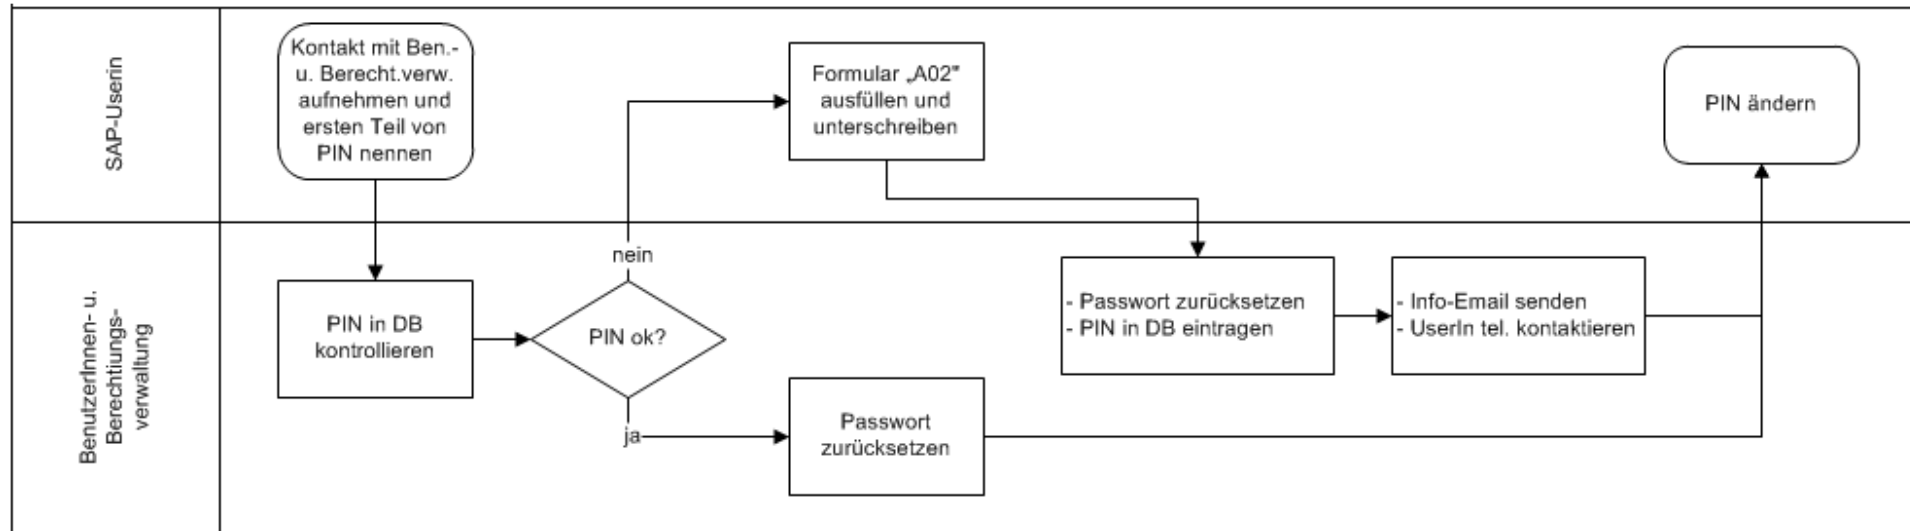 SAP-Userin
Kontakt mit Ben.-
u. Berecht.verw.
aufnehmen und
ersten Teil von
PIN nennen
Formular „A02"
ausfüllen und
unterschreiben
PIN ändern
BenutzerInnen- u.
Berechtiungs-
verwaltung
PIN in DB
kontrollieren
nein
PIN ok?
ja
Passwort
zurücksetzen
- Passwort zurücksetzen
- PIN in DB eintragen
- Info-Email senden
- UserIn tel. kontaktieren